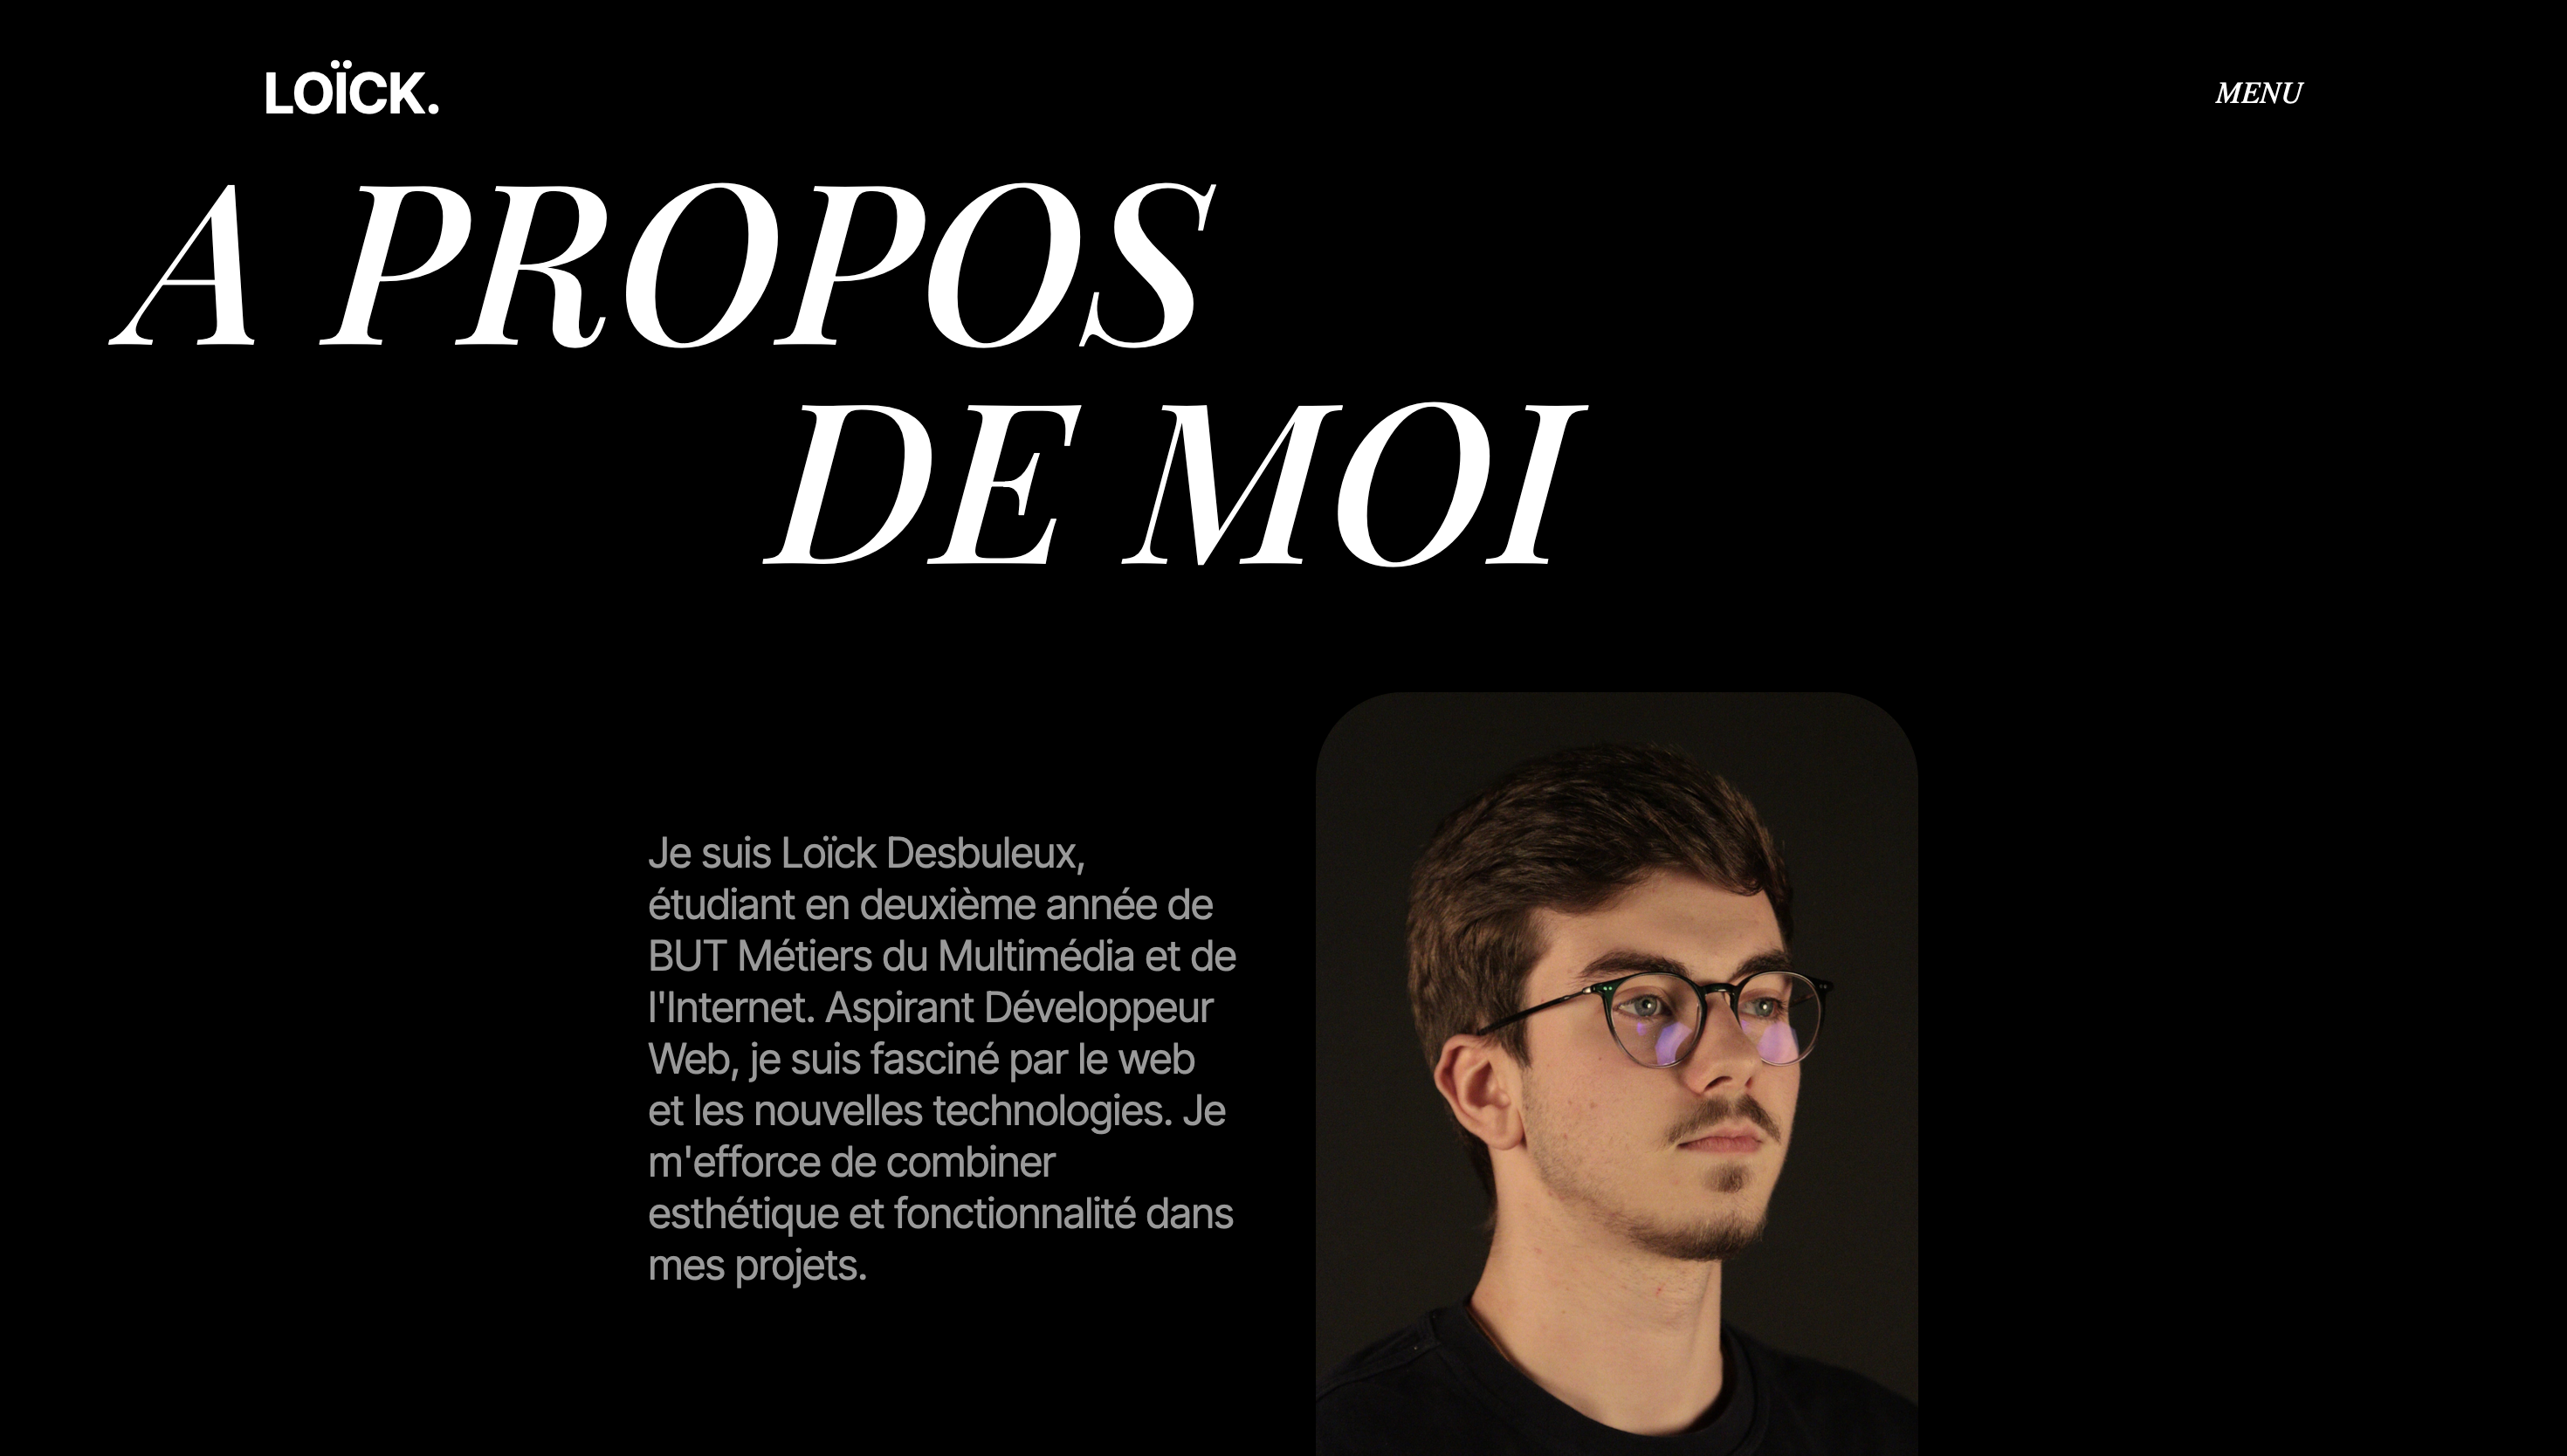 LOÏCK.
MENU
A PROPOS
DE MOI
Je suis Loïck Desbuleux,
étudiant en deuxième année de
BUT Métiers du Multimédia et de
l'Internet. Aspirant Développeur
Web, je suis fasciné par le web
et les nouvelles technologies. Je
m'efforce de combiner
esthétique et fonctionnalité dans
mes projets.